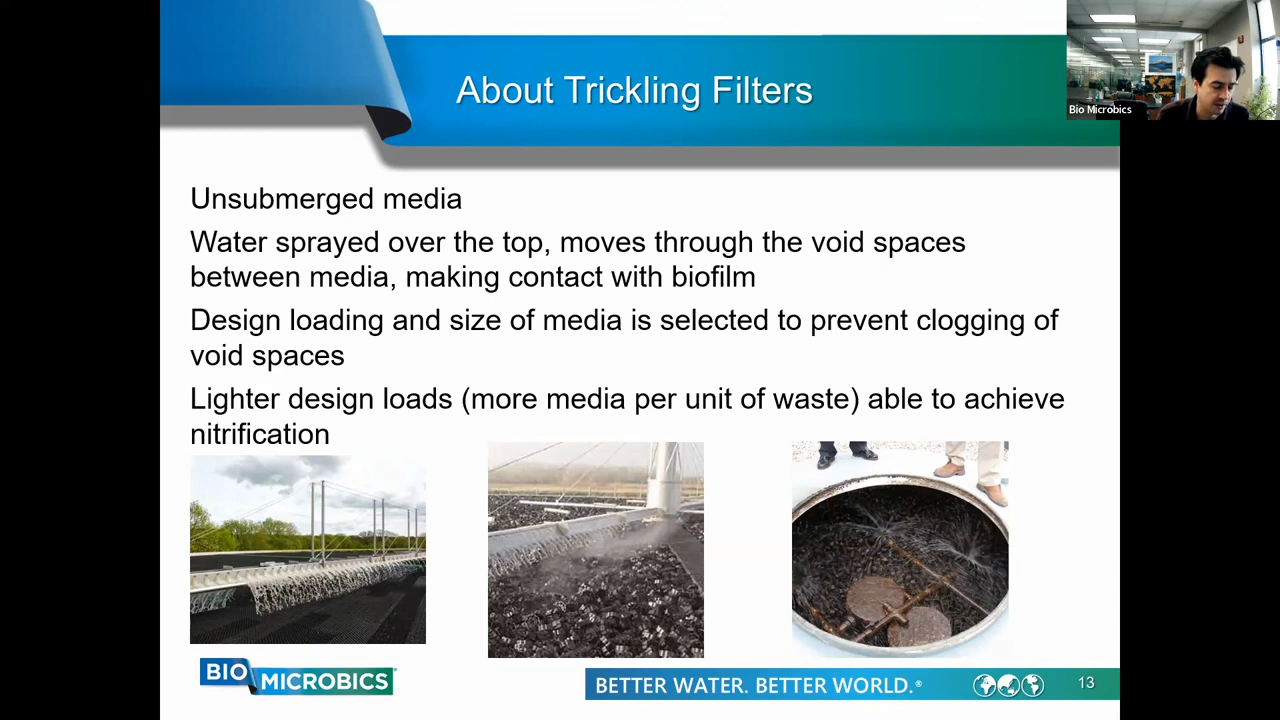 About Trickling Filters
Bio Microbics
Unsubmerged media
Water sprayed over the top, moves through the void spaces
between media, making contact with biofilm
Design loading and size of media is selected to prevent clogging of
void spaces
Lighter design loads (more media per unit of waste) able to achieve
nitrification
BIO
MICROBICS®
BETTER WATER. BETTER WORLD.®
13